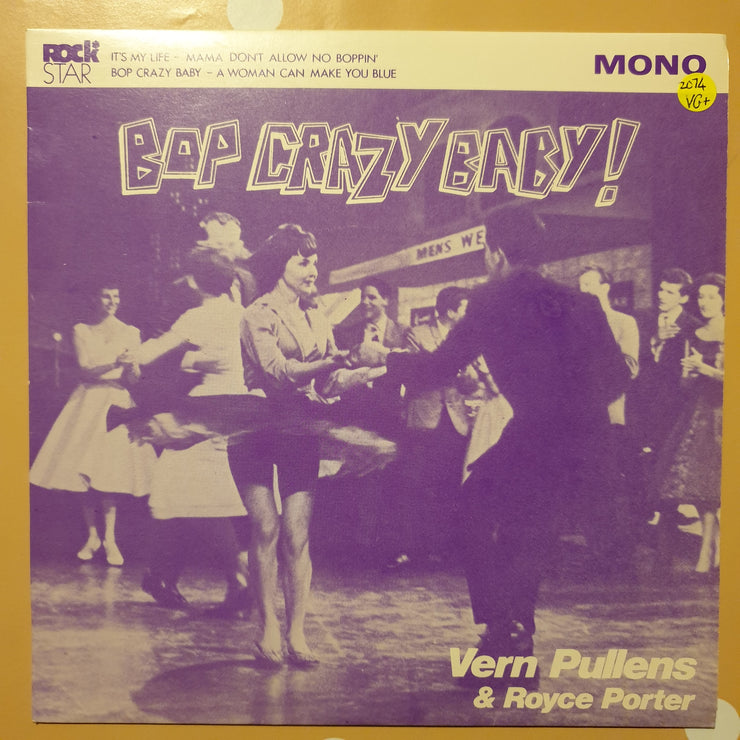 ROCK STAR
IT'S MY LIFE – MAMA DON'T ALLOW NO BOPPIN'
BOP CRAZY BABY – A WOMAN CAN MAKE YOU BLUE
MONO
2074
VG+
BOP CRAZY BABY!
MENS WE
Vern Pullens
& Royce Porter